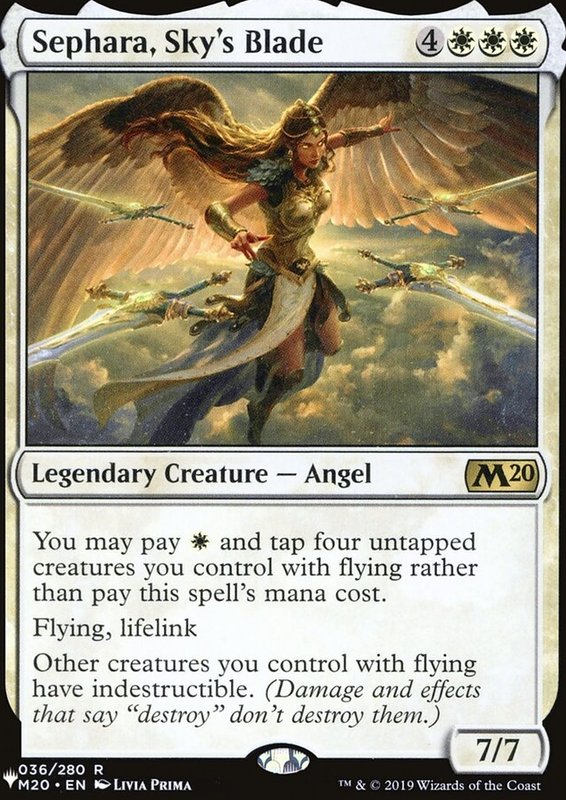 Sephara, Sky's Blade 4
Legendary Creature — Angel M20
You may pay and tap four untapped
creatures you control with flying rather
than pay this spell's mana cost.
Flying, lifelink
Other creatures you control with flying
have indestructible. (Damage and effects
that say “destroy” don't destroy them.)
7/7
036/280 R
M20 • EN Livia Prima
™ & © 2019 Wizards of the Coast